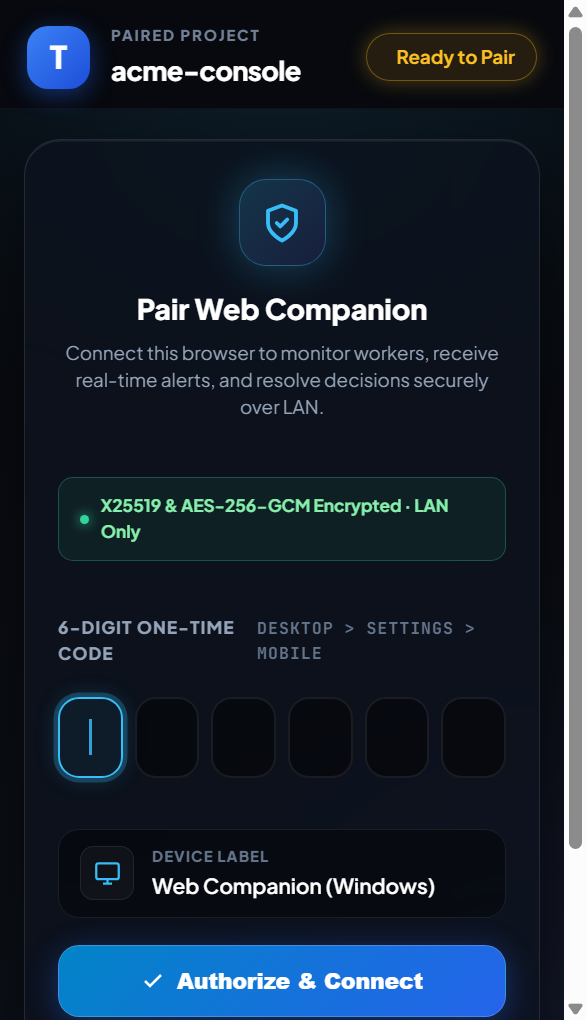 T
PAIRED PROJECT
acme-console
Ready to Pair
Pair Web Companion
Connect this browser to monitor workers, receive
real-time alerts, and resolve decisions securely
over LAN.
X25519 & AES-256-GCM Encrypted · LAN
Only
6-DIGIT ONE-TIME
CODE
DESKTOP > SETTINGS >
MOBILE
DEVICE LABEL
Web Companion (Windows)
Authorize & Connect